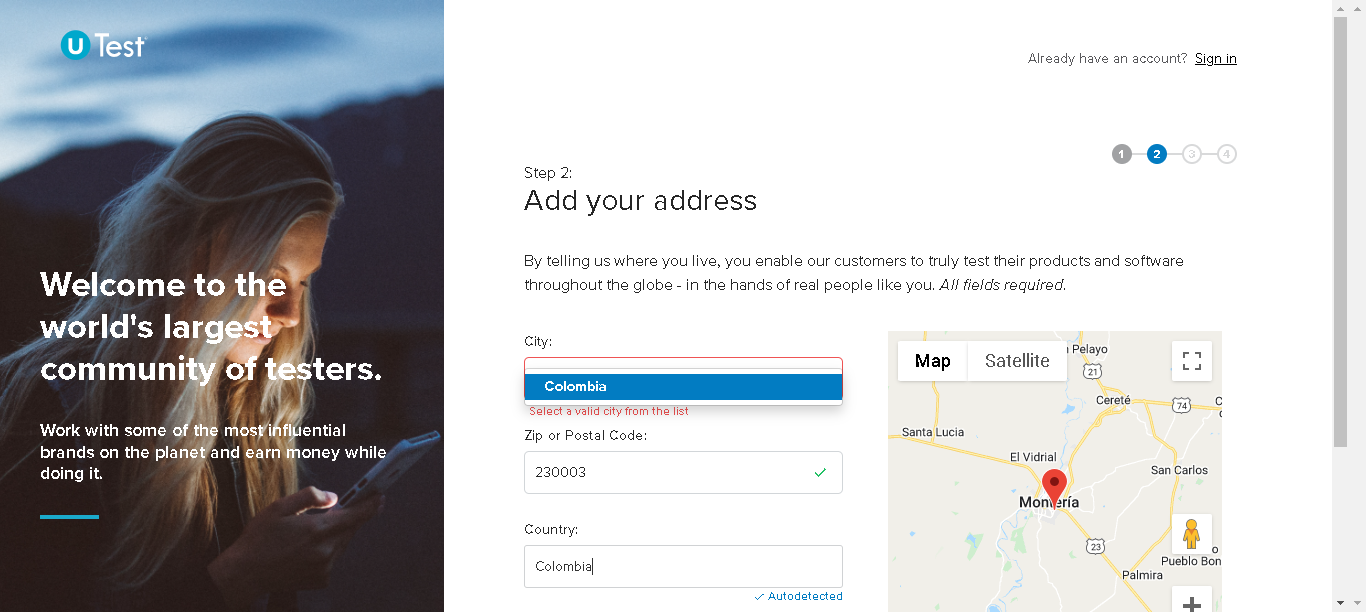 U Test
Already have an account? Sign in
1 2 3 4
Step 2:
Add your address
By telling us where you live, you enable our customers to truly test their products and software
throughout the globe - in the hands of real people like you. All fields required.
Welcome to the
world's largest
community of testers.
Work with some of the most influential
brands on the planet and earn money while
doing it.
City:
Colombia
Select a valid city from the list
Zip or Postal Code:
230003
Country:
Colombia
Autodetected
Map Satellite
Pelayo
21
Cereté
74
Santa Lucia
El Vidrial
San Carlos
Montería
23
Pueblo Bon
Palmira